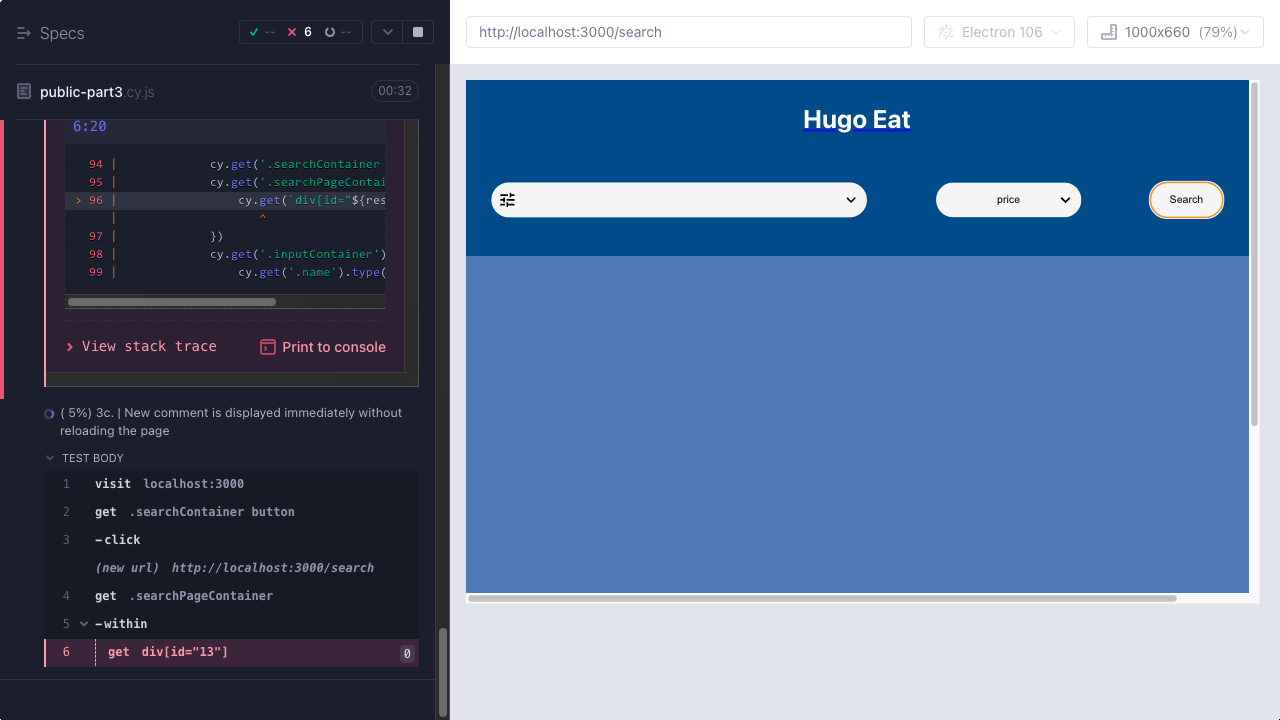 Specs
-- 6 --
public-part3.cy.js 00:32
6:20
94 | cy.get('.searchContainer
95 | cy.get('.searchPageContai
> 96 | cy.get(`div[id="${res
| ^
97 | })
98 | cy.get('.inputContainer')
99 | cy.get('.name').type(
View stack trace Print to console
( 5%) 3c. | New comment is displayed immediately without
reloading the page
TEST BODY
1 visit localhost:3000
2 get .searchContainer button
3 -click
(new url) http://localhost:3000/search
4 get .searchPageContainer
5 -within
6 get div[id="13"] 0
http://localhost:3000/search
Electron 106
1000x660 (79%)
Hugo Eat
price
Search